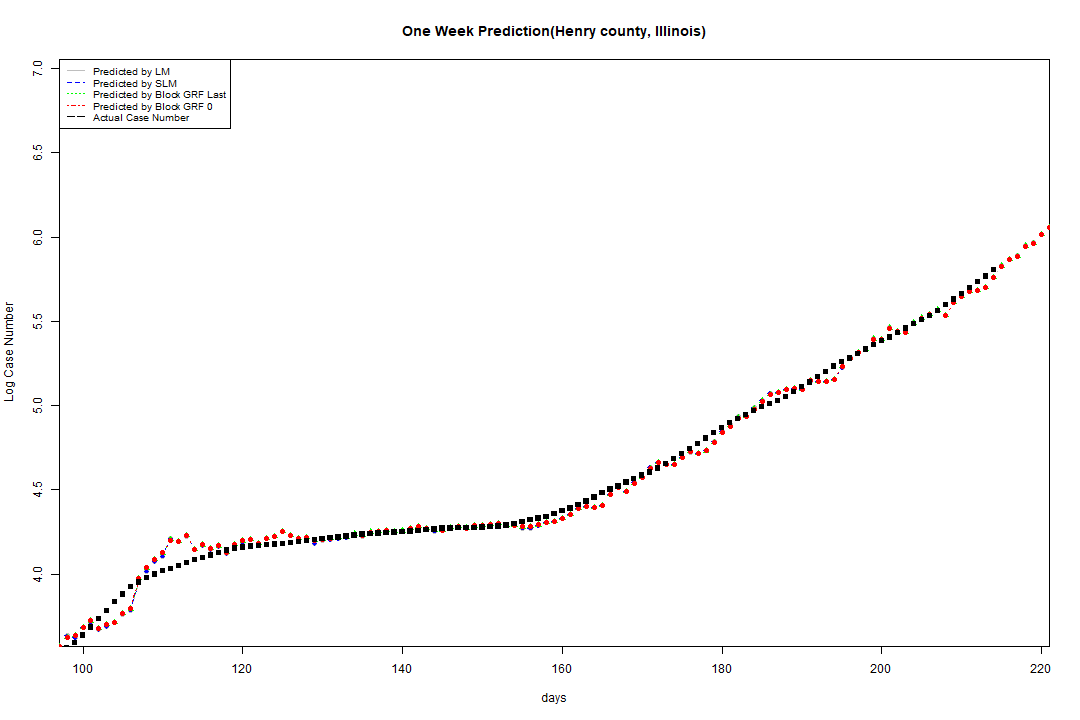 One Week Prediction(Henry county, Illinois)
7.0
6.5
6.0
5.5
5.0
4.5
4.0
Log Case Number
Predicted by LM
Predicted by SLM
Predicted by Block GRF Last
Predicted by Block GRF 0
Actual Case Number
100 120 140 160 180 200 220
days